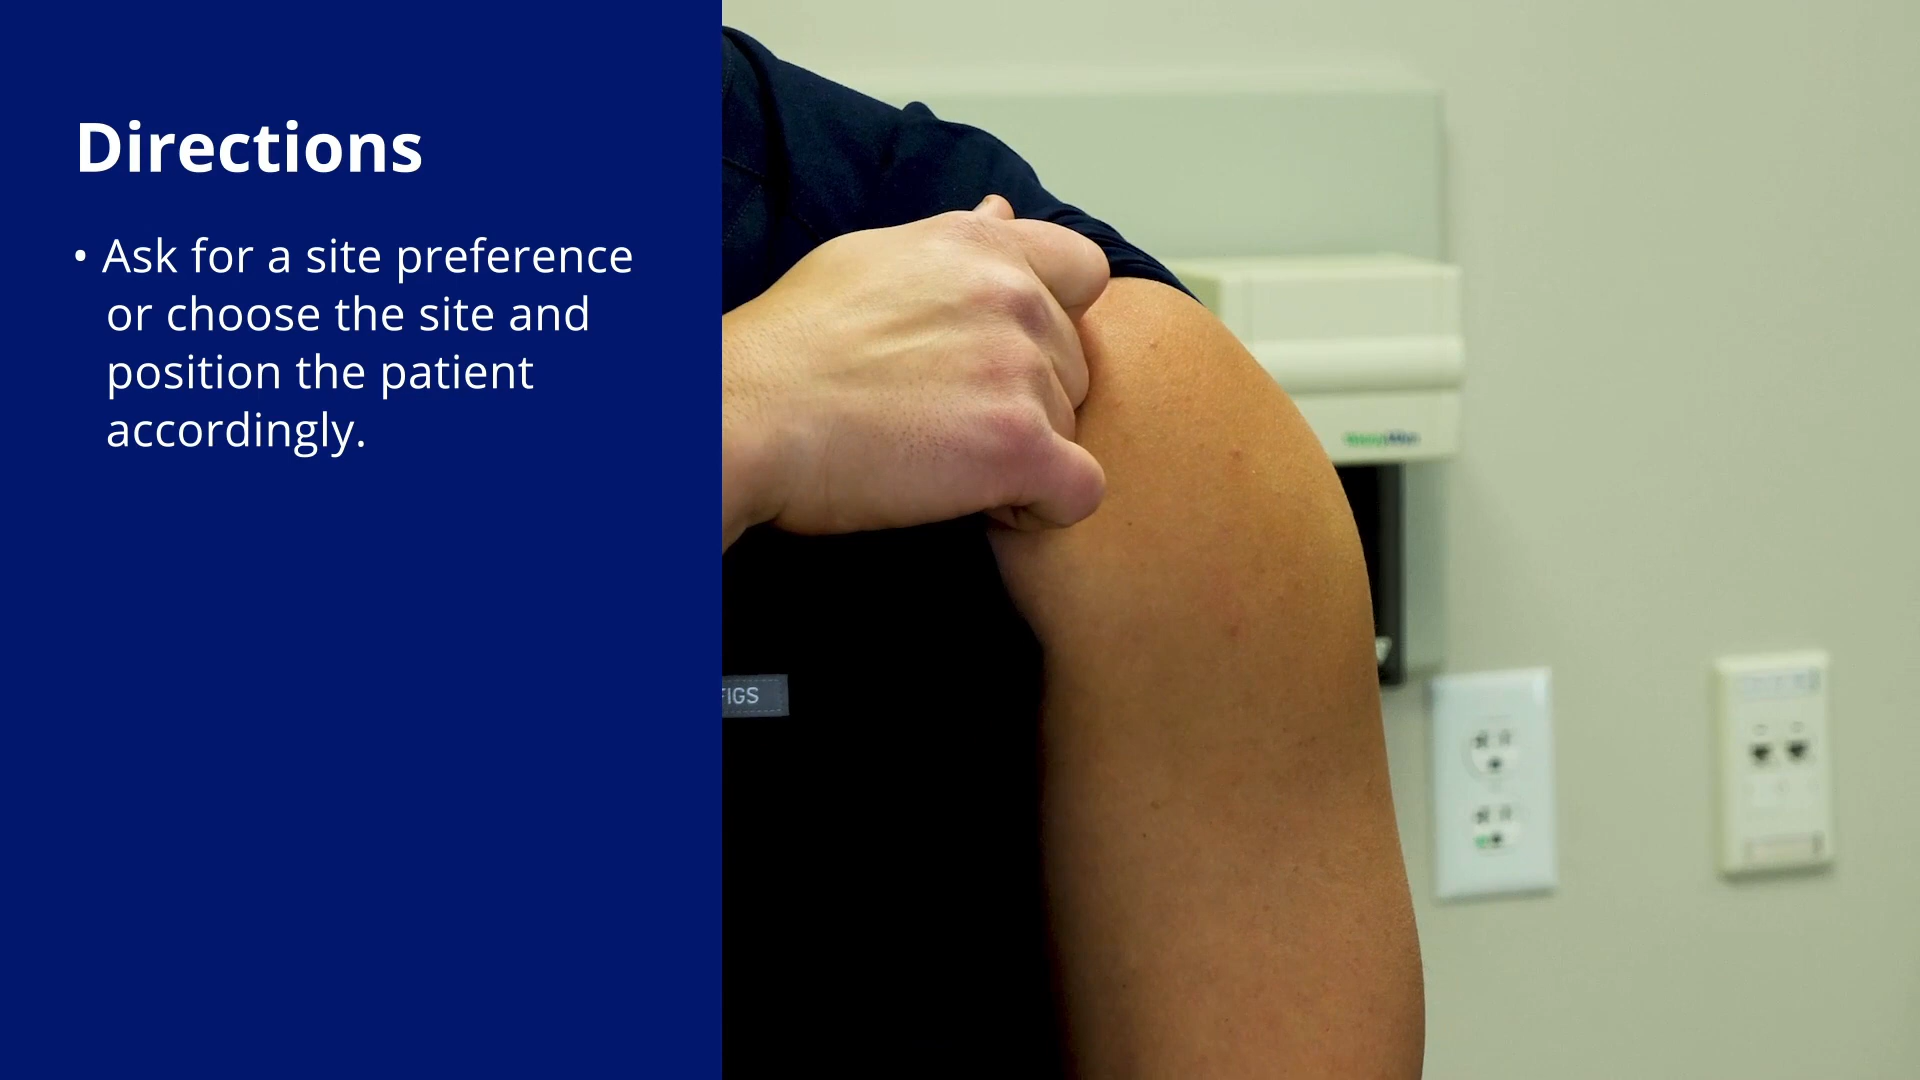 Directions
• Ask for a site preference
or choose the site and
position the patient
accordingly.
FIGS